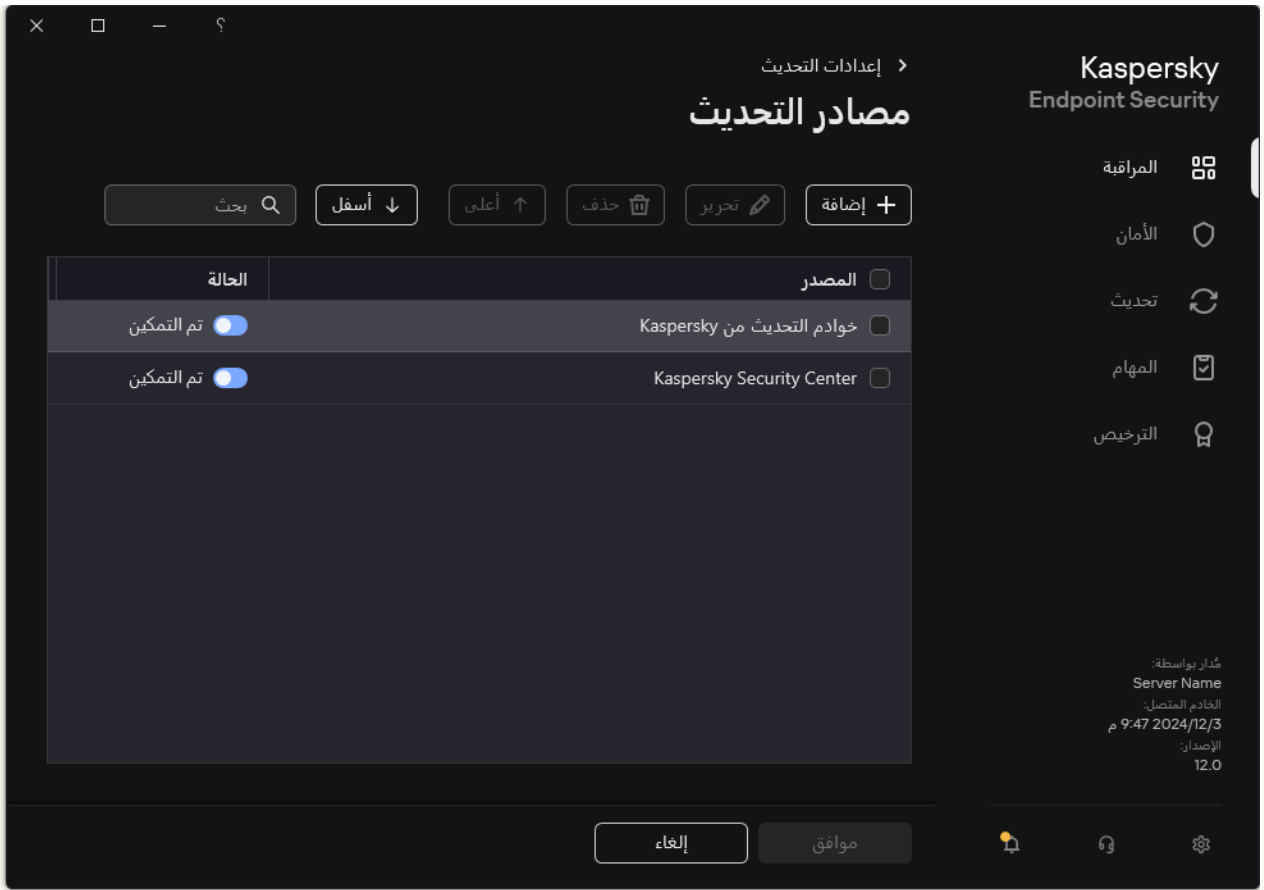 ؟
Kaspersky
Endpoint Security
المراقبة
الأمان
تحديث
المهام
الترخيص
مُدار بواسطة:
Server Name
الخادم المتصل:
2024/12/3 9:47 م
الإصدار:
12.0
إعدادات التحديث
مصادر التحديث
إضافة تحرير حذف أعلى أسفل بحث
المصدر الحالة
خوادم التحديث من Kaspersky تم التمكين
Kaspersky Security Center تم التمكين
موافق إلغاء